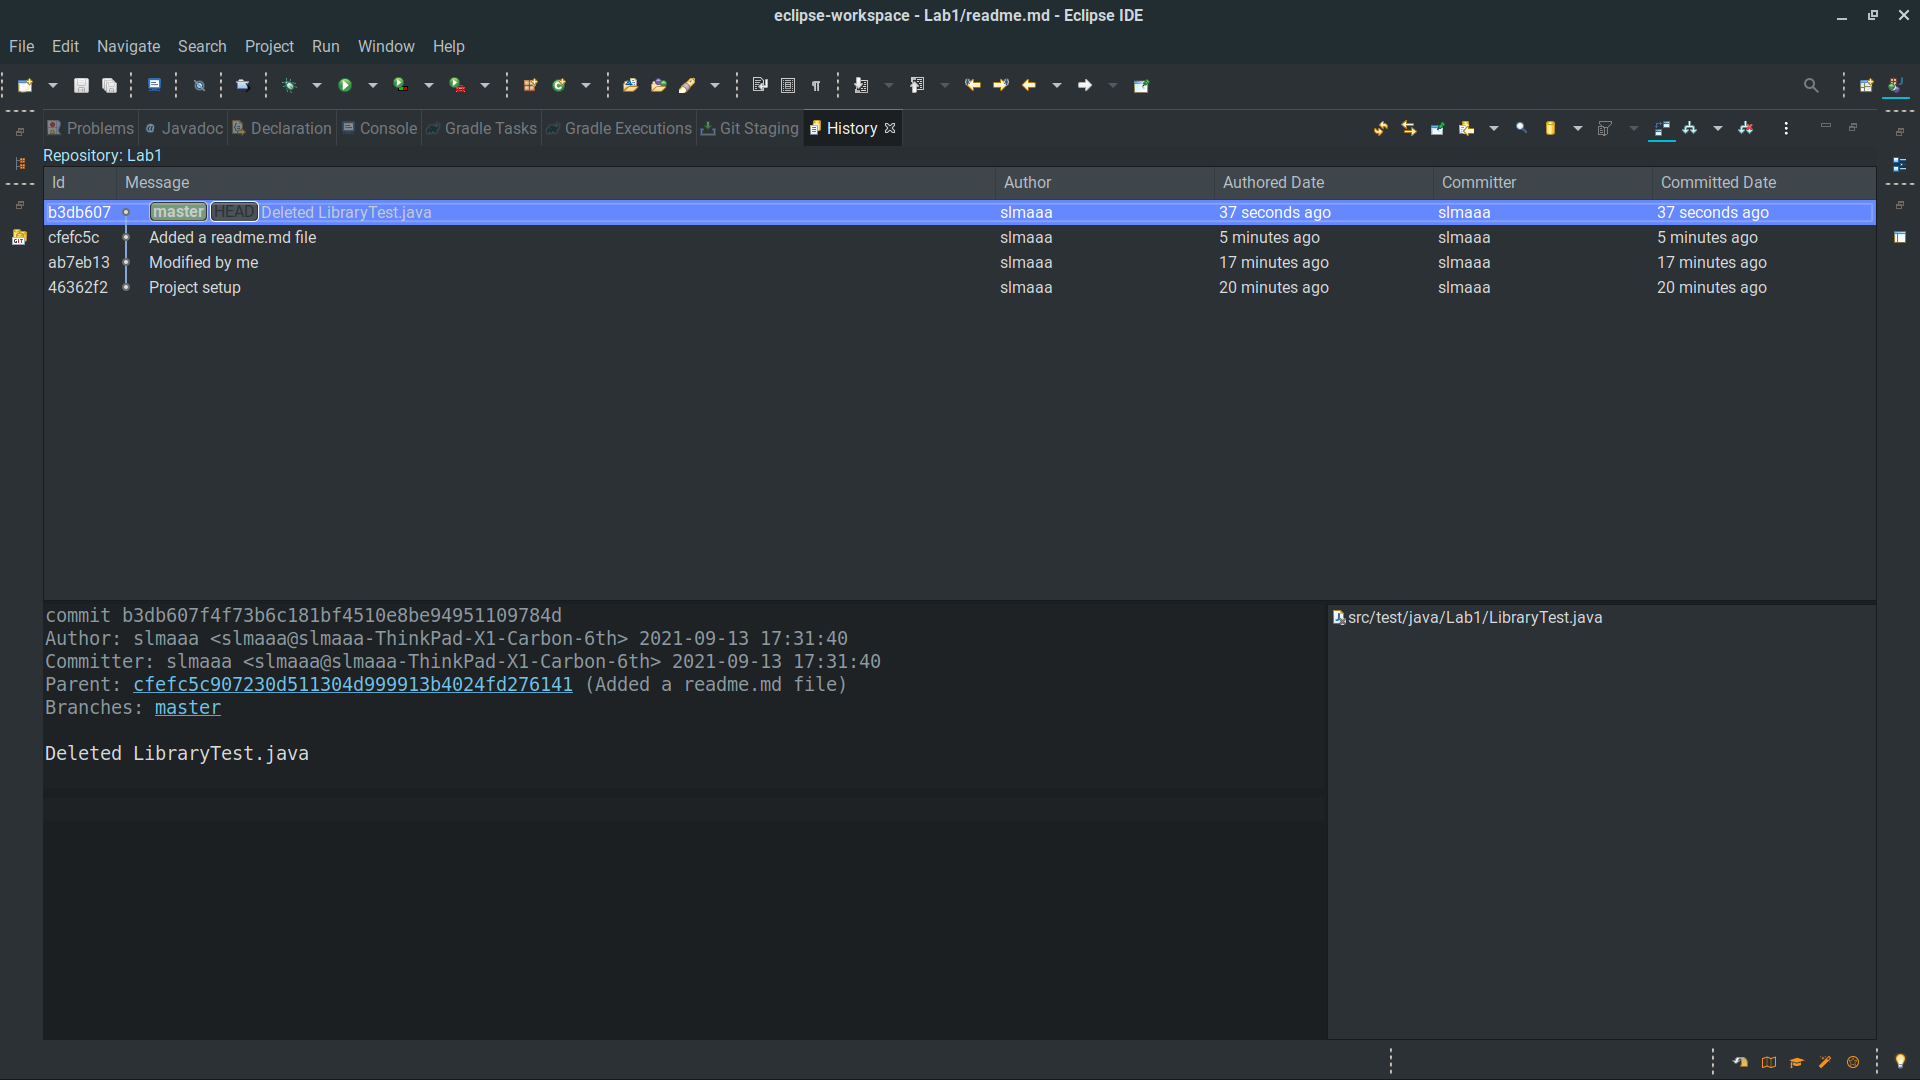 eclipse-workspace - Lab1/readme.md - Eclipse IDE
File Edit Navigate Search Project Run Window Help
Problems Javadoc Declaration Console Gradle Tasks Gradle Executions Git Staging History
Repository: Lab1
Id Message Author Authored Date Committer Committed Date
b3db607 master HEAD Deleted LibraryTest.java slmaaa 37 seconds ago slmaaa 37 seconds ago
cfefc5c Added a readme.md file slmaaa 5 minutes ago slmaaa 5 minutes ago
ab7eb13 Modified by me slmaaa 17 minutes ago slmaaa 17 minutes ago
46362f2 Project setup slmaaa 20 minutes ago slmaaa 20 minutes ago
commit b3db607f4f73b6c181bf4510e8be94951109784d
src/test/java/Lab1/LibraryTest.java
Author: slmaaa <slmaaa@slmaaa-ThinkPad-X1-Carbon-6th> 2021-09-13 17:31:40
Committer: slmaaa <slmaaa@slmaaa-ThinkPad-X1-Carbon-6th> 2021-09-13 17:31:40
Parent: cfefc5c907230d511304d999913b4024fd276141 (Added a readme.md file)
Branches: master
Deleted LibraryTest.java